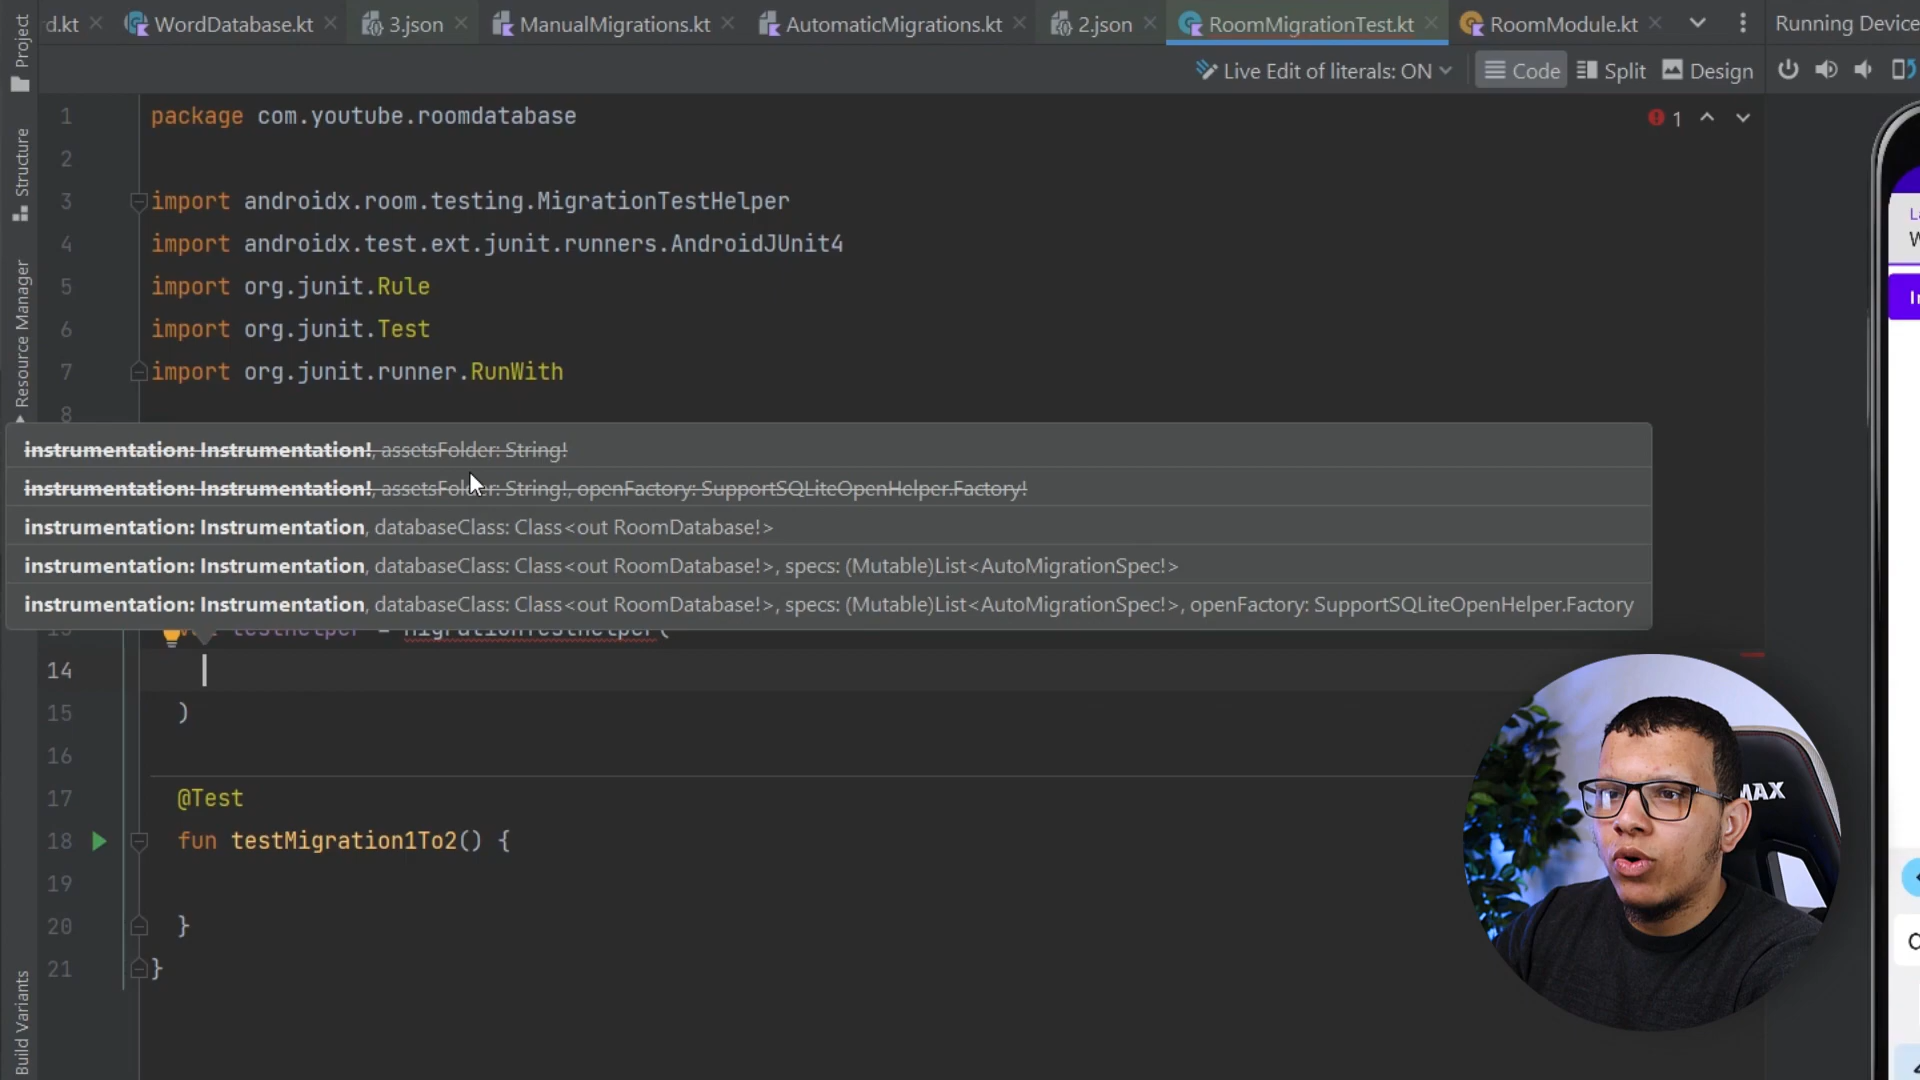 d.kt
WordDatabase.kt
3.json
ManualMigrations.kt
AutomaticMigrations.kt
2.json
RoomMigrationTest.kt
RoomModule.kt
Running Device
Live Edit of literals: ON
Code
Split
Design
Project
Structure
Resource Manager
Build Variants
1
1 package com.youtube.roomdatabase
2
3 import androidx.room.testing.MigrationTestHelper
4 import androidx.test.ext.junit.runners.AndroidJUnit4
5 import org.junit.Rule
6 import org.junit.Test
7 import org.junit.runner.RunWith
8
instrumentation: Instrumentation!, assetsFolder: String!
instrumentation: Instrumentation!, assetsFolder: String!, openFactory: SupportSQLiteOpenHelper.Factory!
instrumentation: Instrumentation, databaseClass: Class<out RoomDatabase!>
instrumentation: Instrumentation, databaseClass: Class<out RoomDatabase!>, specs: (Mutable)List<AutoMigrationSpec!>
instrumentation: Instrumentation, databaseClass: Class<out RoomDatabase!>, specs: (Mutable)List<AutoMigrationSpec!>, openFactory: SupportSQLiteOpenHelper.Factory
testHelper = MigrationTestHelper(
14
15 )
16
17 @Test
18 fun testMigration1To2() {
19
20 }
21 }
MAX